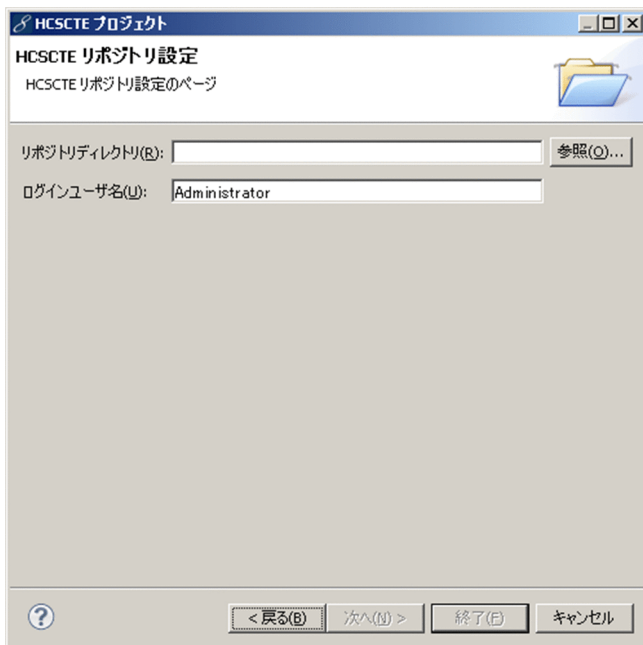 HCSCTE プロジェクト
HCSCTE リポジトリ設定
HCSCTE リポジトリ設定のページ
リポジトリディレクトリ(R):
参照(O)...
ログインユーザ名(U):
Administrator
< 戻る(B)
次へ(N) >
終了(F)
キャンセル